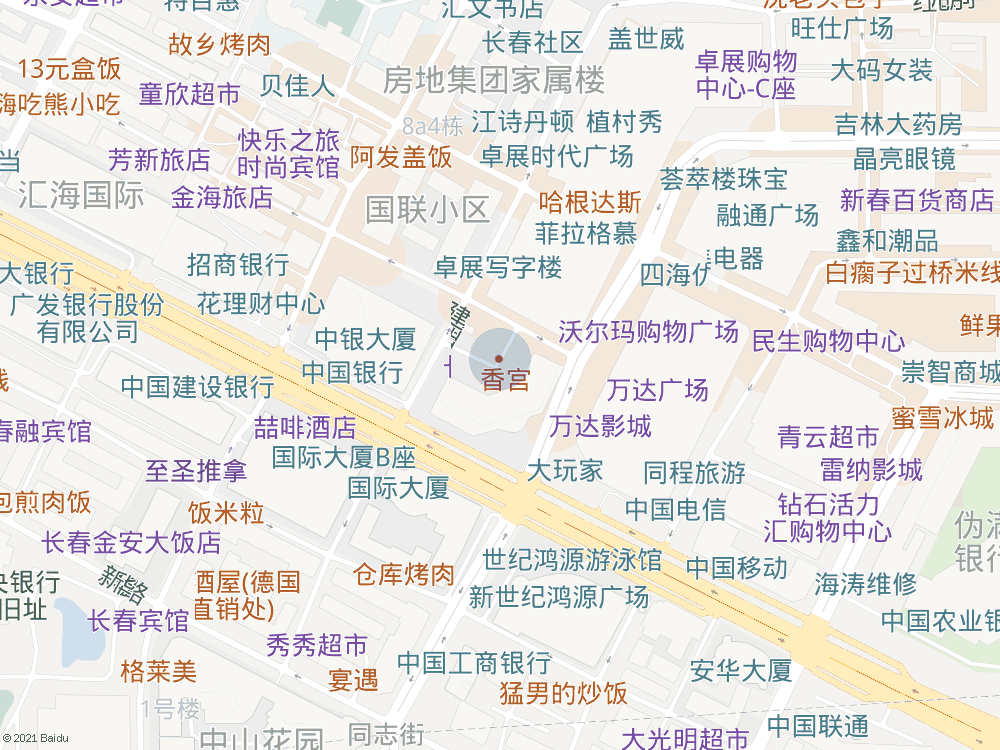 汇文书店
故乡烤肉
长春社区
盖世威
旺仕广场
13元盒饭
童欣超市
贝佳人
房地集团家属楼
卓展购物
中心-C座
大码女装
海吃熊小吃
8a4栋
江诗丹顿
植村秀
吉林大药房
快乐之旅
时尚宾馆
阿发盖饭
卓展时代广场
晶亮眼镜
当
芳新旅店
汇海国际
金海旅店
国联小区
哈根达斯
荟萃楼珠宝
新春百货商店
融通广场
菲拉格慕
鑫和潮品
大银行
招商银行
卓展写字楼
四海
电器
白瘸子过桥米线
广发银行股份
有限公司
花理财中心
建
中银大厦
沃尔玛购物广场
民生购物中心
鲜果
中国建设银行
中国银行
香宫
万达广场
崇智商城
春融宾馆
喆啡酒店
万达影城
青云超市
蜜雪冰城
至圣推拿
国际大厦B座
大玩家
同程旅游
雷纳影城
国际大厦
包煎肉饭
饭米粒
中国电信
钻石活力
汇购物中心
长春金安大饭店
世纪鸿源游泳馆
中国移动
伪满
银行
央银行
旧址
新民胡同路
酒屋(德国
直销处)
仓库烤肉
新世纪鸿源广场
海涛维修
长春宾馆
中国农业银
秀秀超市
格莱美
宴遇
中国工商银行
猛男的炒饭
安华大厦
1号楼
中山花园
同志街
大光明超市
中国联通
© 2021 Baidu